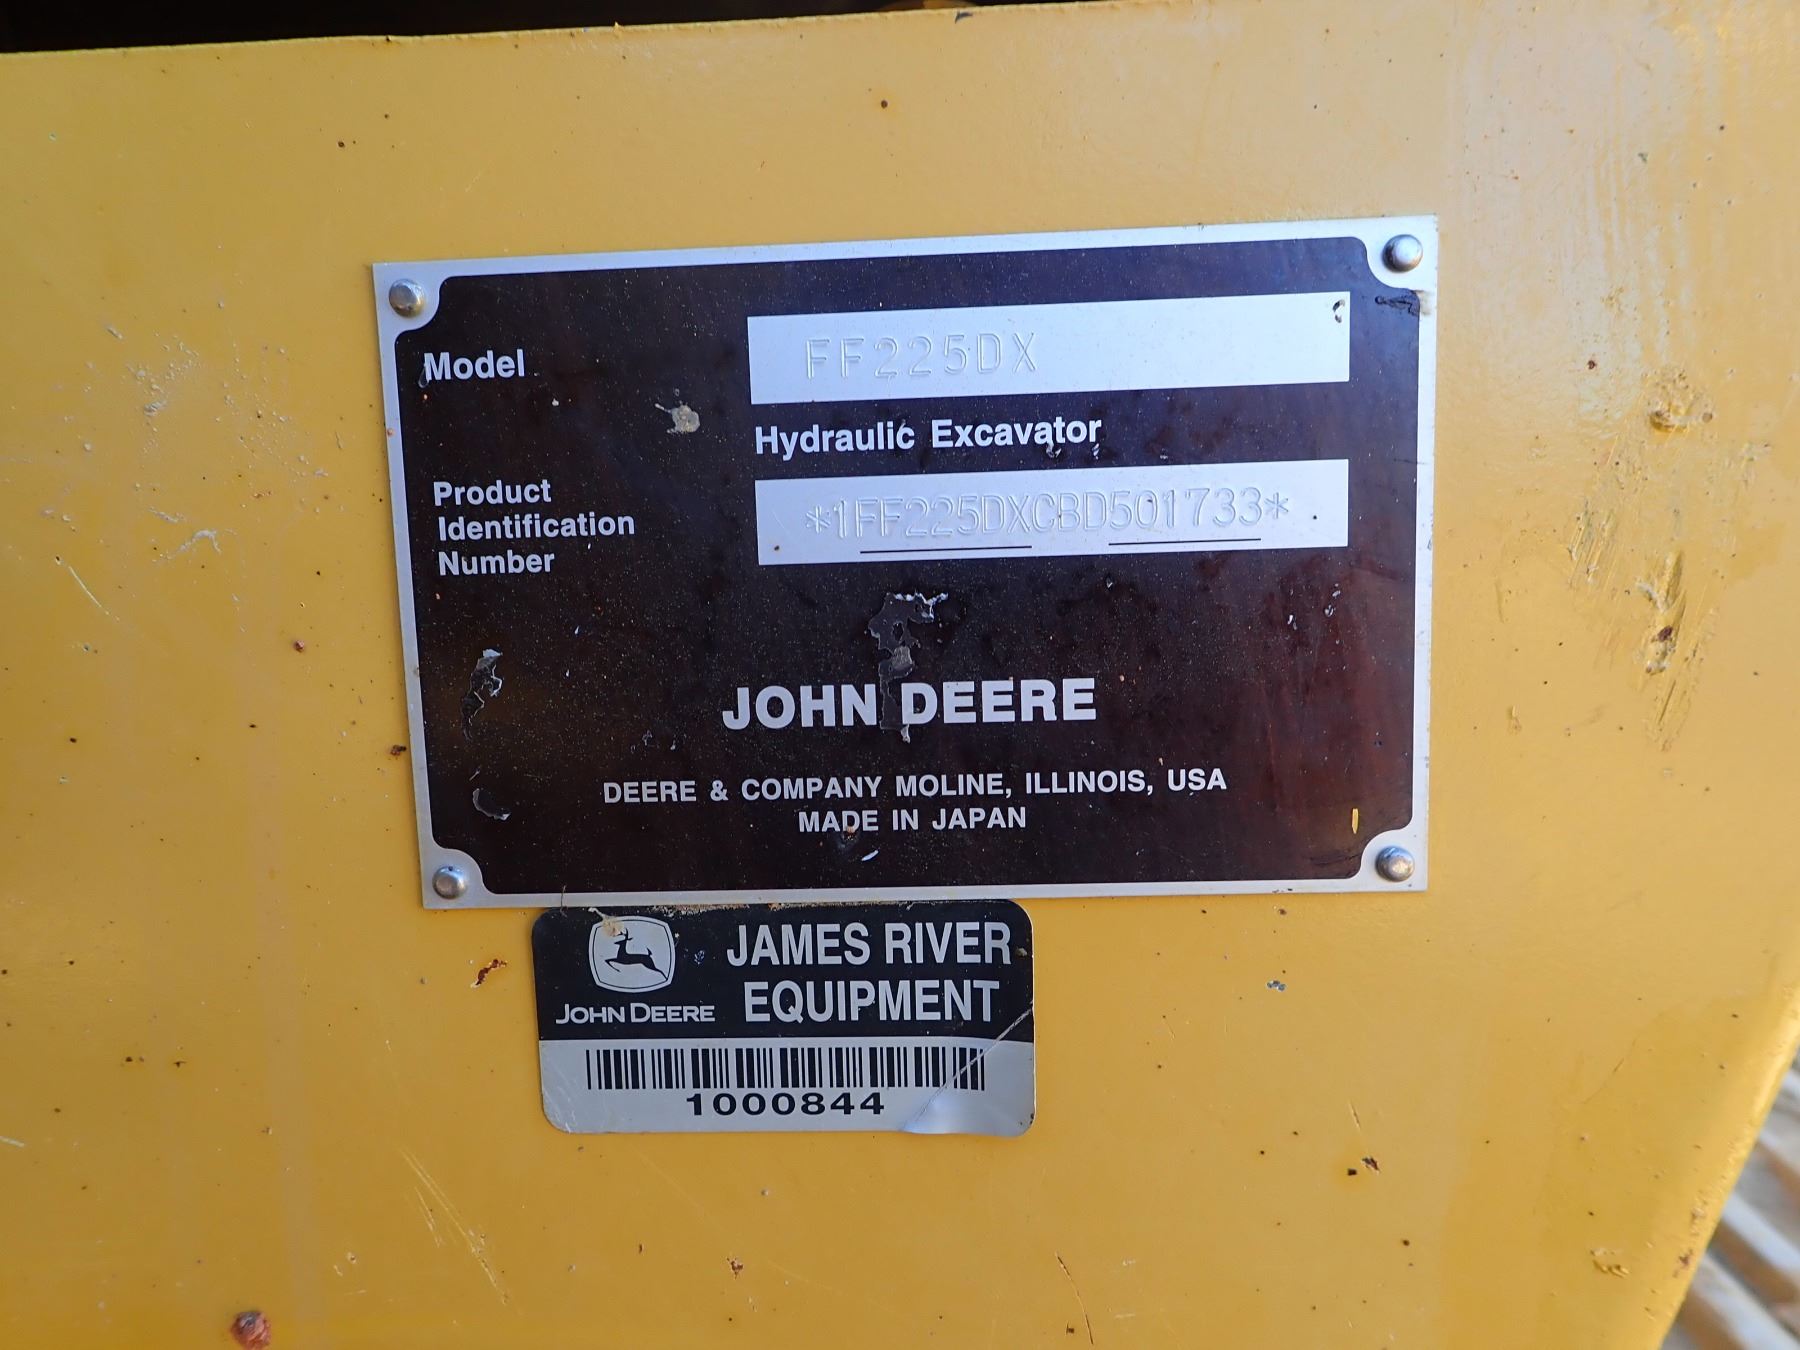 Model FF225DX
Hydraulic Excavator
Product
Identification
Number
*1FF225DXCBD501733*
JOHN DEERE
DEERE & COMPANY MOLINE, ILLINOIS, USA
MADE IN JAPAN
JAMES RIVER
EQUIPMENT
JOHN DEERE
1000844